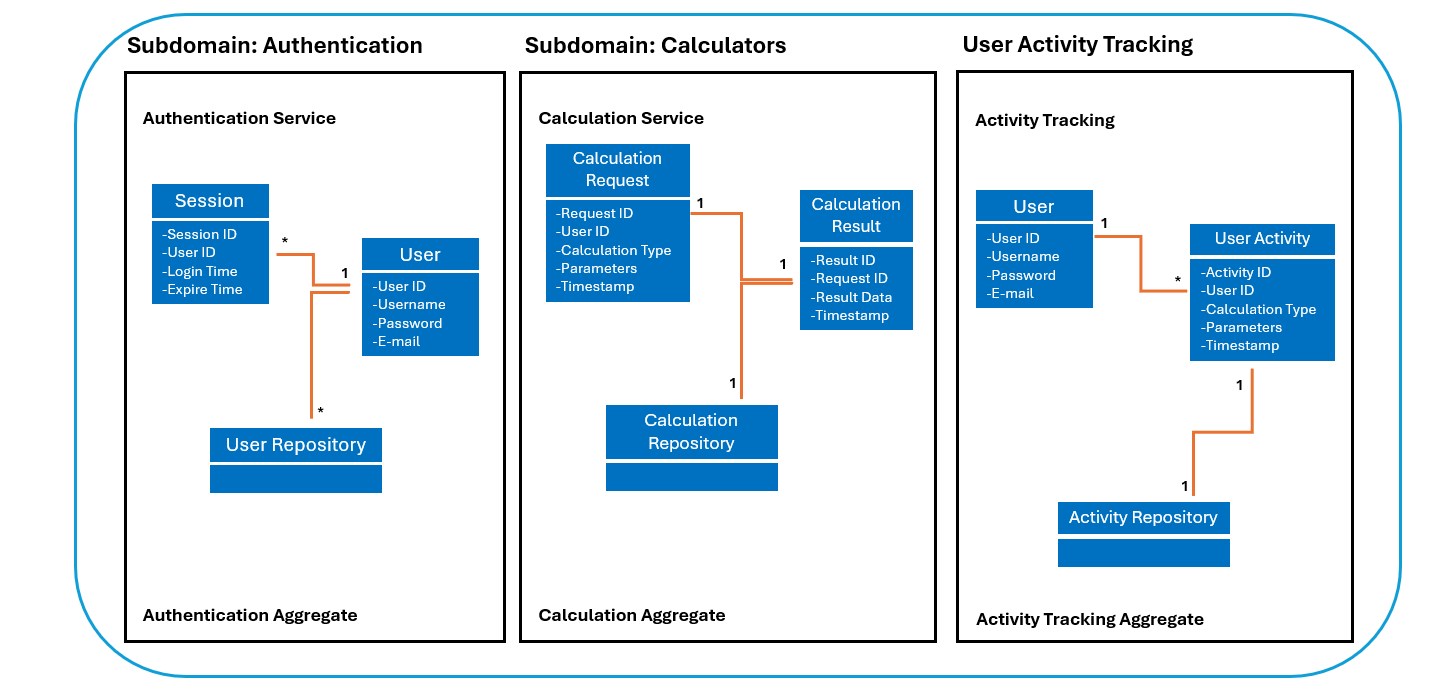 Subdomain: Authentication
Authentication Service
Session
-Session ID
-User ID
-Login Time
-Expire Time
*
1
User
-User ID
-Username
-Password
-E-mail
*
User Repository
Authentication Aggregate
Subdomain: Calculators
Calculation Service
Calculation
Request
-Request ID
-User ID
-Calculation Type
-Parameters
-Timestamp
1
1
Calculation
Result
-Result ID
-Request ID
-Result Data
-Timestamp
1
Calculation
Repository
Calculation Aggregate
User Activity Tracking
Activity Tracking
User
-User ID
-Username
-Password
-E-mail
1
*
User Activity
-Activity ID
-User ID
-Calculation Type
-Parameters
-Timestamp
1
1
Activity Repository
Activity Tracking Aggregate